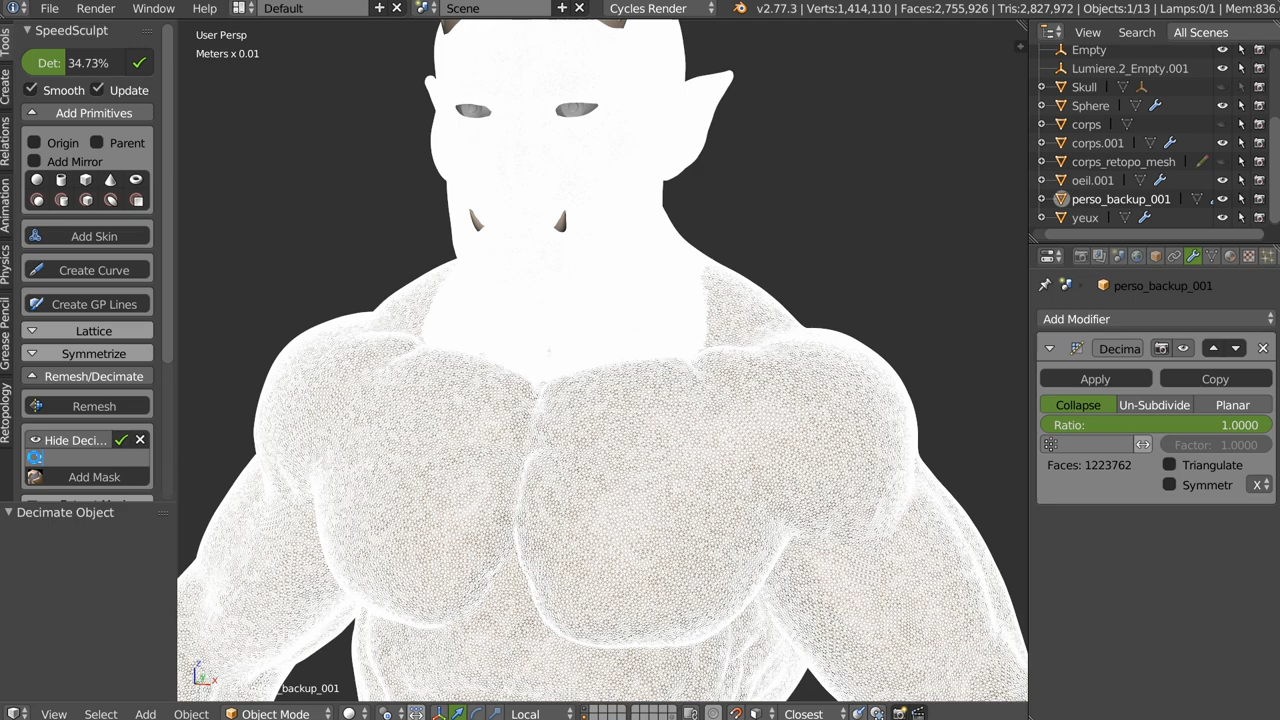 File Render Window Help Default Scene Cycles Render v2.77.3 | Verts:1,414,110 | Faces:2,755,926 | Tris:2,827,972 | Objects:1/13 | Lamps:0/1 | Mem:836.
SpeedSculpt
Det: 34.73%
Smooth Update
Add Primitives
Origin Parent
Add Mirror
Add Skin
Create Curve
Create GP Lines
Lattice
Symmetrize
Remesh/Decimate
Remesh
Hide Deci...
Add Mask
Decimate Object
Tools
Create
Relations
Animation
Physics
Grease Pencil
Retopology
User Persp
Meters x 0.01
_backup_001
View Select Add Object Object Mode Local Closest
View Search All Scenes
Empty
Lumiere.2_Empty.001
Skull
Sphere
corps
corps.001
corps_retopo_mesh
oeil.001
perso_backup_001
yeux
perso_backup_001
Add Modifier
Decima
Apply Copy
Collapse Un-Subdivide Planar
Ratio: 1.0000
Factor: 1.0000
Faces: 1223762 Triangulate
Symmetr X